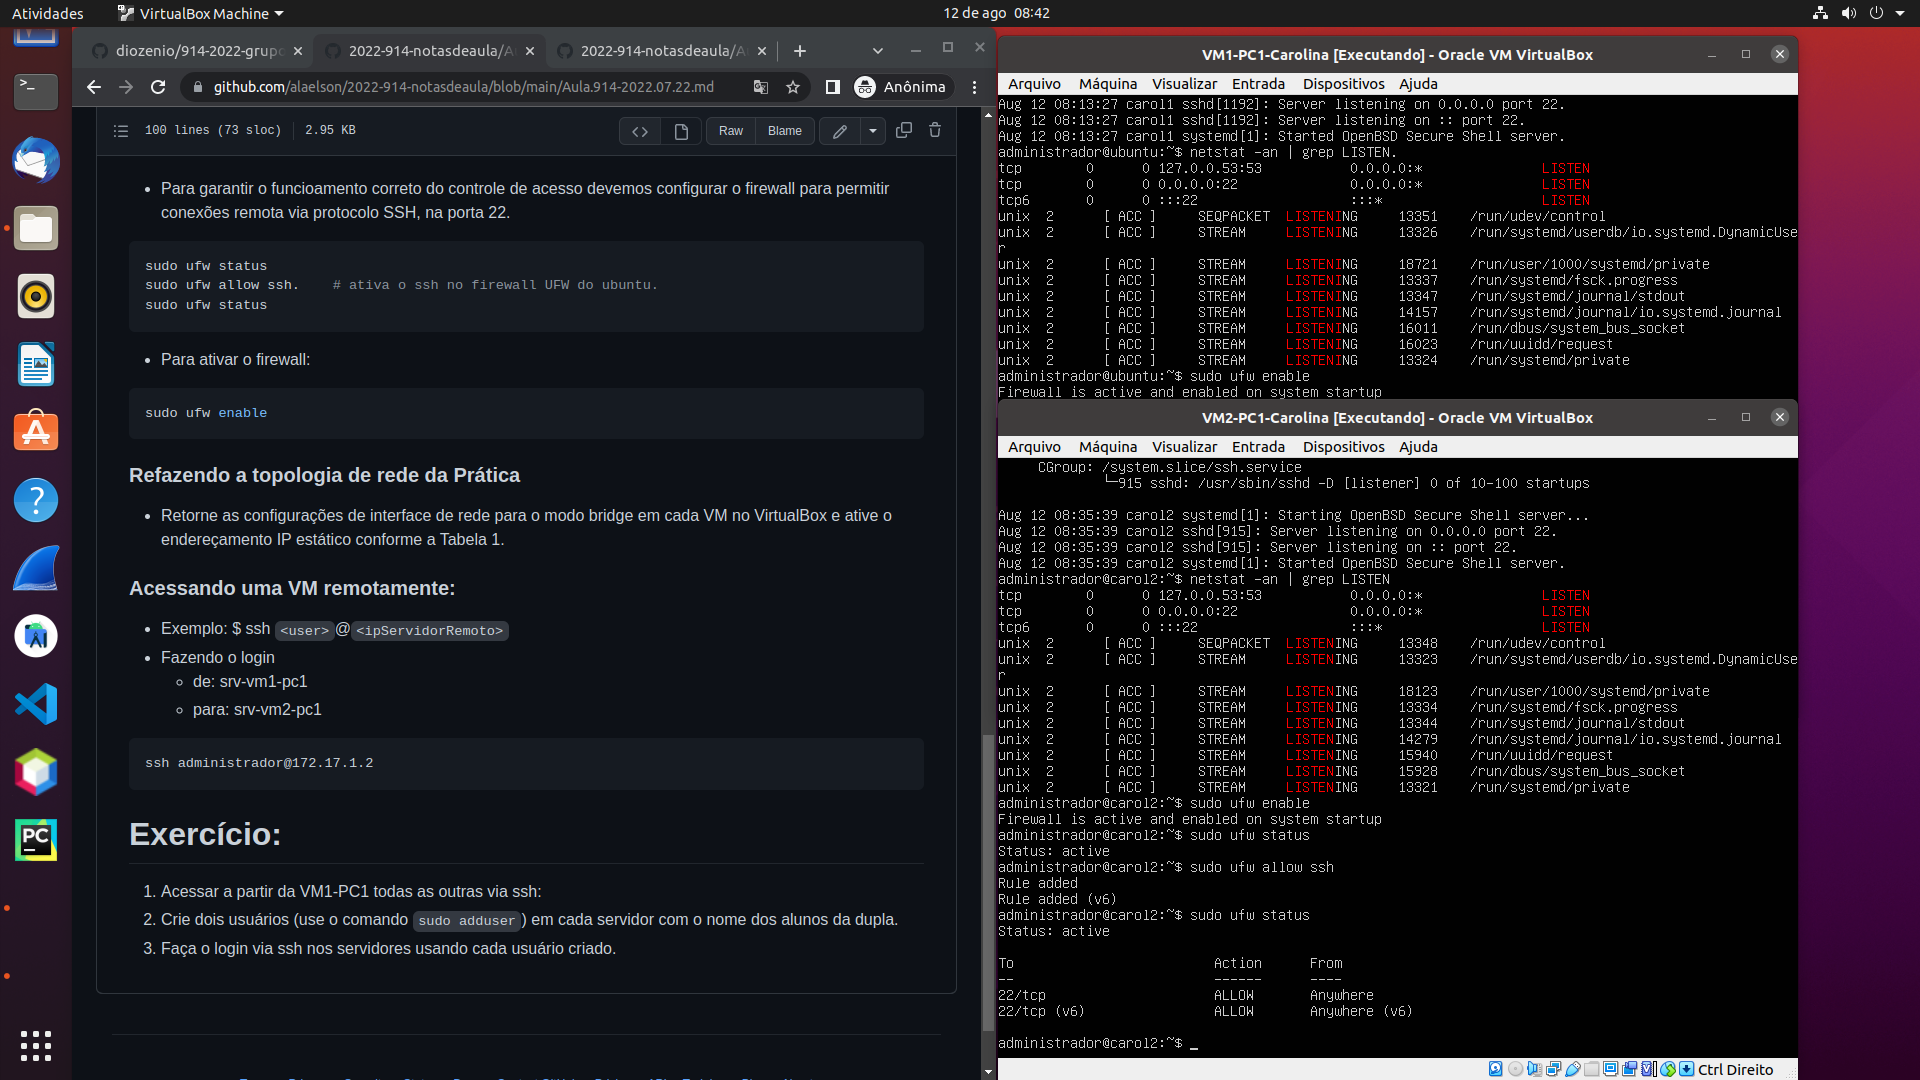 Atividades
VirtualBox Machine
12 de ago 08:42
diozenio/914-2022-grupo
2022-914-notasdeaula/A
2022-914-notasdeaula/A
github.com/alaelson/2022-914-notasdeaula/blob/main/Aula.914-2022.07.22.md
Anônima
100 lines (73 sloc)
2.95 KB
Raw
Blame
• Para garantir o funcioamento correto do controle de acesso devemos configurar o firewall para permitir
conexões remota via protocolo SSH, na porta 22.
sudo ufw status
sudo ufw allow ssh.    # ativa o ssh no firewall UFW do ubuntu.
sudo ufw status
• Para ativar o firewall:
sudo ufw enable
Refazendo a topologia de rede da Prática
• Retorne as configurações de interface de rede para o modo bridge em cada VM no VirtualBox e ative o
endereçamento IP estático conforme a Tabela 1.
Acessando uma VM remotamente:
• Exemplo: $ ssh <user>@<ipServidorRemoto>
• Fazendo o login
◦ de: srv-vm1-pc1
◦ para: srv-vm2-pc1
ssh administrador@172.17.1.2
Exercício:
1. Acessar a partir da VM1-PC1 todas as outras via ssh:
2. Crie dois usuários (use o comando sudo adduser) em cada servidor com o nome dos alunos da dupla.
3. Faça o login via ssh nos servidores usando cada usuário criado.
VM1-PC1-Carolina [Executando] - Oracle VM VirtualBox
Arquivo Máquina Visualizar Entrada Dispositivos Ajuda
Aug 12 08:13:27 carol1 sshd[1192]: Server listening on 0.0.0.0 port 22.
Aug 12 08:13:27 carol1 sshd[1192]: Server listening on :: port 22.
Aug 12 08:13:27 carol1 systemd[1]: Started OpenBSD Secure Shell server.
administrador@ubuntu:~$ netstat -an | grep LISTEN.
tcp 0 0 127.0.0.53:53 0.0.0.0:* LISTEN
tcp 0 0 0.0.0.0:22 0.0.0.0:* LISTEN
tcp6 0 0 :::22 :::* LISTEN
unix 2 [ ACC ] SEQPACKET LISTENING 13351 /run/udev/control
unix 2 [ ACC ] STREAM LISTENING 13326 /run/systemd/userdb/io.systemd.DynamicUse
r
unix 2 [ ACC ] STREAM LISTENING 18721 /run/user/1000/systemd/private
unix 2 [ ACC ] STREAM LISTENING 13337 /run/systemd/fsck.progress
unix 2 [ ACC ] STREAM LISTENING 13347 /run/systemd/journal/stdout
unix 2 [ ACC ] STREAM LISTENING 14157 /run/systemd/journal/io.systemd.journal
unix 2 [ ACC ] STREAM LISTENING 16011 /run/dbus/system_bus_socket
unix 2 [ ACC ] STREAM LISTENING 16023 /run/uuidd/request
unix 2 [ ACC ] STREAM LISTENING 13324 /run/systemd/private
administrador@ubuntu:~$ sudo ufw enable
Firewall is active and enabled on system startup
VM2-PC1-Carolina [Executando] - Oracle VM VirtualBox
Arquivo Máquina Visualizar Entrada Dispositivos Ajuda
CGroup: /system.slice/ssh.service
└─915 sshd: /usr/sbin/sshd -D [listener] 0 of 10-100 startups
Aug 12 08:35:39 carol2 systemd[1]: Starting OpenBSD Secure Shell server...
Aug 12 08:35:39 carol2 sshd[915]: Server listening on 0.0.0.0 port 22.
Aug 12 08:35:39 carol2 sshd[915]: Server listening on :: port 22.
Aug 12 08:35:39 carol2 systemd[1]: Started OpenBSD Secure Shell server.
administrador@carol2:~$ netstat -an | grep LISTEN
tcp 0 0 127.0.0.53:53 0.0.0.0:* LISTEN
tcp 0 0 0.0.0.0:22 0.0.0.0:* LISTEN
tcp6 0 0 :::22 :::* LISTEN
unix 2 [ ACC ] SEQPACKET LISTENING 13348 /run/udev/control
unix 2 [ ACC ] STREAM LISTENING 13323 /run/systemd/userdb/io.systemd.DynamicUse
r
unix 2 [ ACC ] STREAM LISTENING 18123 /run/user/1000/systemd/private
unix 2 [ ACC ] STREAM LISTENING 13334 /run/systemd/fsck.progress
unix 2 [ ACC ] STREAM LISTENING 13344 /run/systemd/journal/stdout
unix 2 [ ACC ] STREAM LISTENING 14279 /run/systemd/journal/io.systemd.journal
unix 2 [ ACC ] STREAM LISTENING 15940 /run/uuidd/request
unix 2 [ ACC ] STREAM LISTENING 15928 /run/dbus/system_bus_socket
unix 2 [ ACC ] STREAM LISTENING 13321 /run/systemd/private
administrador@carol2:~$ sudo ufw enable
Firewall is active and enabled on system startup
administrador@carol2:~$ sudo ufw status
Status: active
administrador@carol2:~$ sudo ufw allow ssh
Rule added
Rule added (v6)
administrador@carol2:~$ sudo ufw status
Status: active
To Action From
-- ------ ----
22/tcp ALLOW Anywhere
22/tcp (v6) ALLOW Anywhere (v6)
administrador@carol2:~$ _
Ctrl Direito